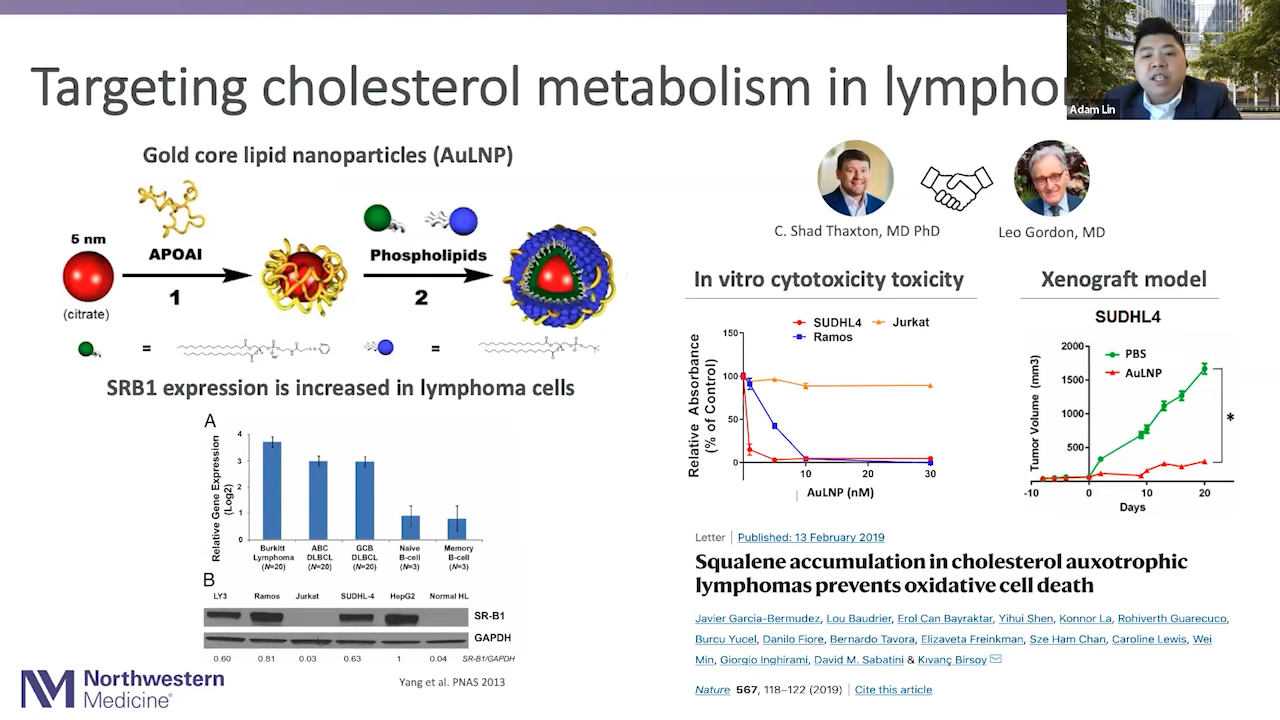 Targeting cholesterol metabolism in lympho
Adam Lin
Gold core lipid nanoparticles (AuLNP)
5 nm
(citrate)
APOAI
1
Phospholipids
2
=
=
SRB1 expression is increased in lymphoma cells
A
Relative Gene Expression
(Log2)
4
3
2
1
0
Burkitt
Lymphoma
(N=20)
ABC
DLBCL
(N=20)
GCB
DLBCL
(N=20)
Naive
B-cell
(N=3)
Memory
B-cell
(N=3)
B
LY3 Ramos Jurkat SUDHL-4 HepG2 Normal HL
SR-B1
GAPDH
0.60 0.81 0.03 0.63 1 0.04 SR-B1/GAPDH
Yang et al. PNAS 2013
Northwestern
Medicine®
C. Shad Thaxton, MD PhD
Leo Gordon, MD
In vitro cytotoxicity toxicity
SUDHL4 Jurkat
Ramos
Relative Absorbance
(% of Control)
150
100
50
0
10 20 30
AuLNP (nM)
Xenograft model
SUDHL4
PBS
AuLNP
Tumor Volume (mm3)
2000
1500
1000
500
-10 0 10 20
Days
*
Letter | Published: 13 February 2019
Squalene accumulation in cholesterol auxotrophic
lymphomas prevents oxidative cell death
Javier Garcia-Bermudez, Lou Baudrier, Erol Can Bayraktar, Yihui Shen, Konnor La, Rohiverth Guarecuco,
Burcu Yucel, Danilo Fiore, Bernardo Tavora, Elizaveta Freinkman, Sze Ham Chan, Caroline Lewis, Wei
Min, Giorgio Inghirami, David M. Sabatini & Kıvanç Birsoy
Nature 567, 118–122 (2019) | Cite this article